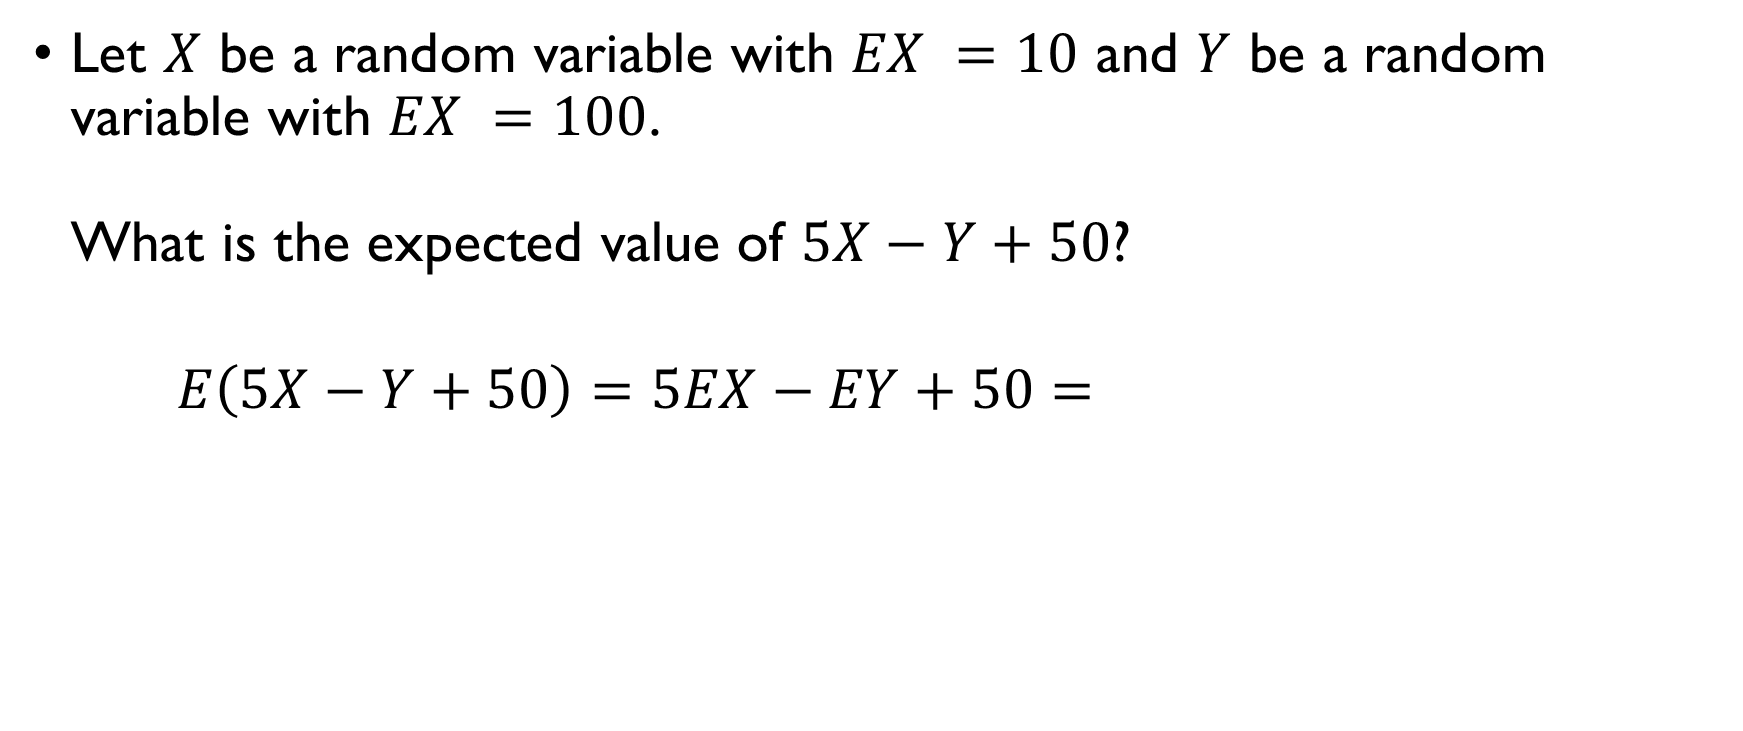 • Let X be a random variable with EX = 10 and Y be a random
variable with EX = 100.
What is the expected value of 5X − Y + 50?
E(5X − Y + 50) = 5EX − EY + 50 =